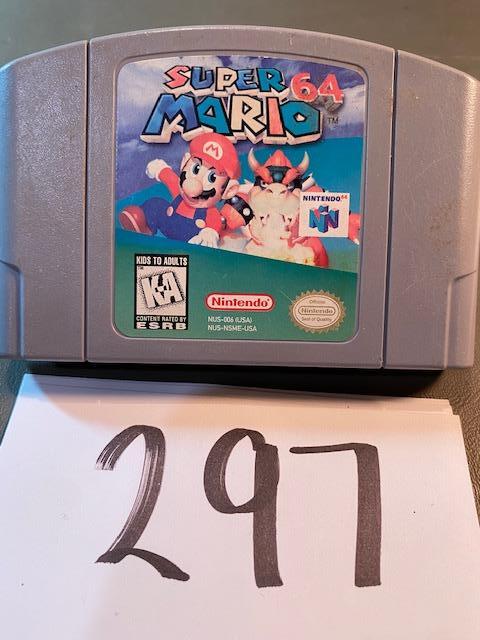 SUPER
MARIO 64
TM
M
NINTENDO 64
N
KIDS TO ADULTS
K-A
CONTENT RATED BY
ESRB
Nintendo
NUS-006 (USA)
NUS-NSME-USA
Official
Nintendo
Seal of Quality
297